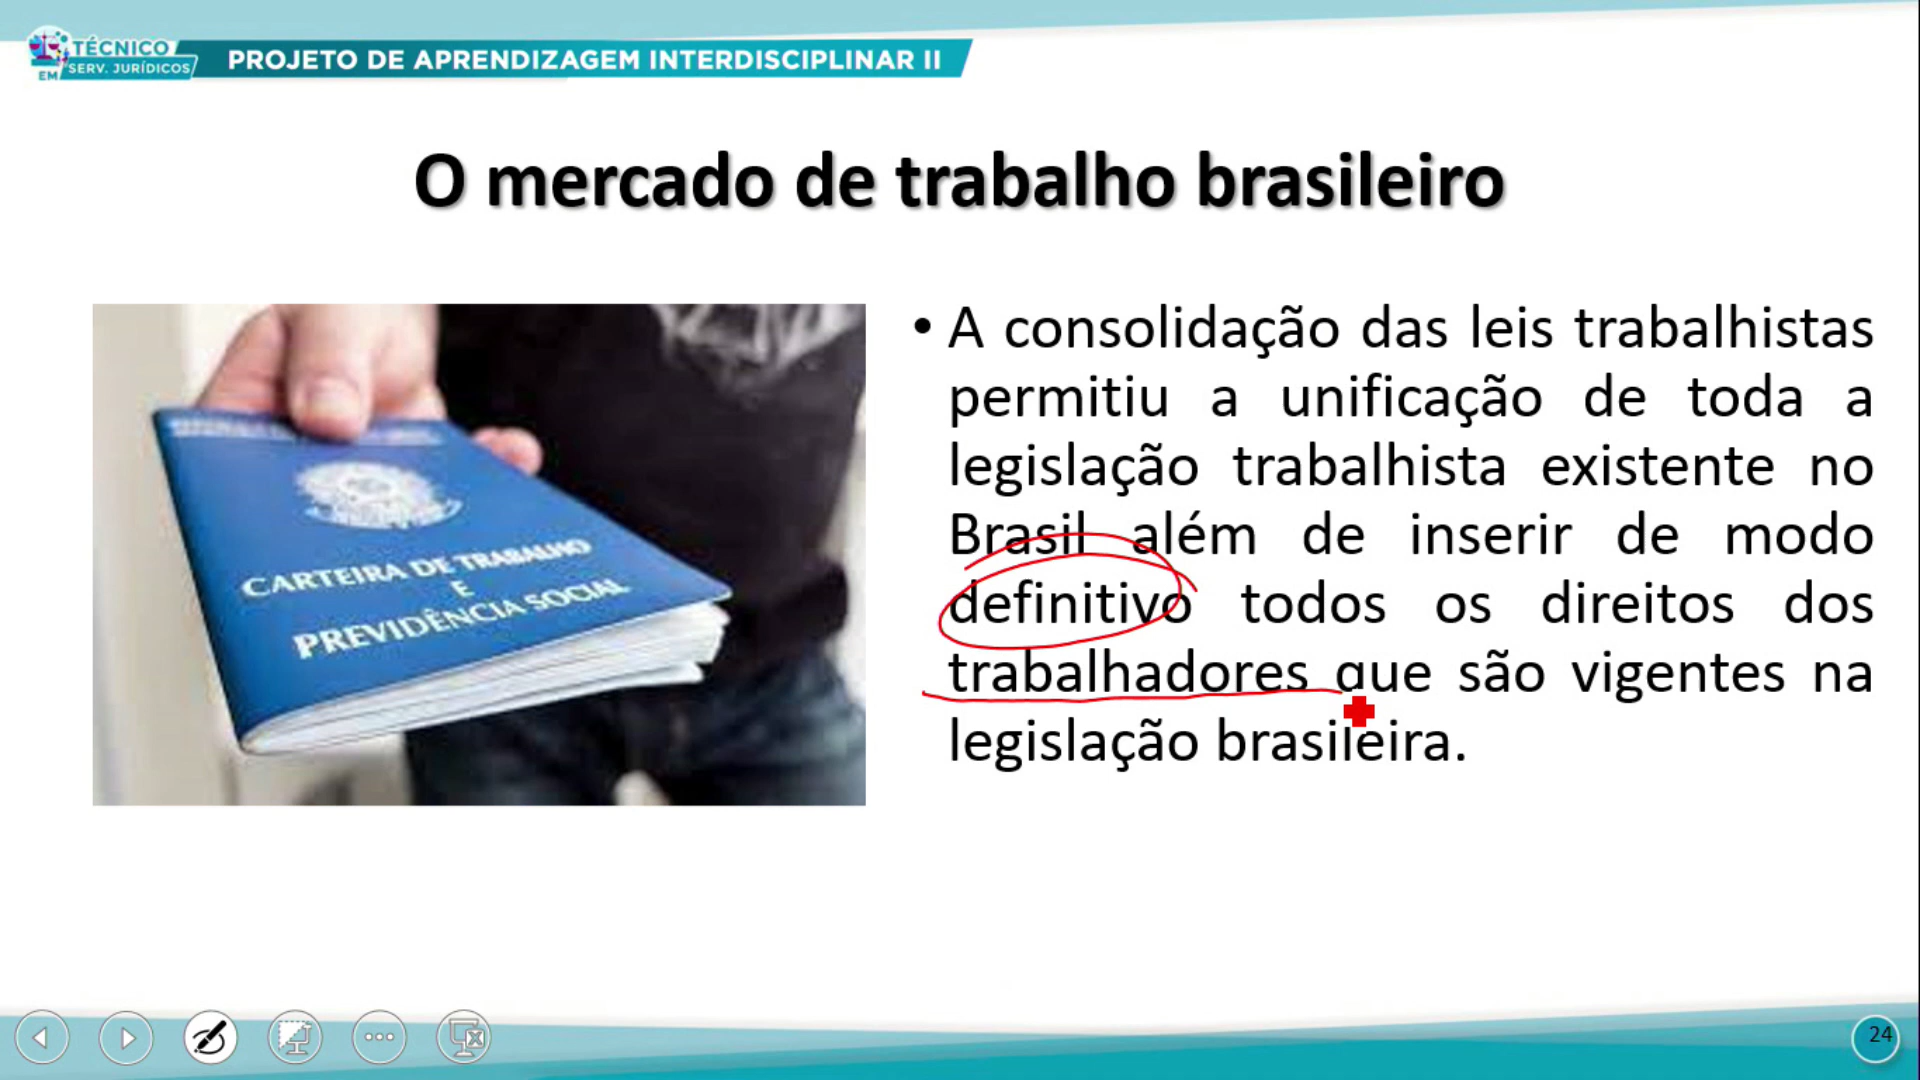 TÉCNICO
EM SERV. JURÍDICOS
PROJETO DE APRENDIZAGEM INTERDISCIPLINAR II
O mercado de trabalho brasileiro
CARTEIRA DE TRABALHO
E
PREVIDÊNCIA SOCIAL
• A consolidação das leis trabalhistas
permitiu a unificação de toda a
legislação trabalhista existente no
Brasil além de inserir de modo
definitivo todos os direitos dos
trabalhadores que são vigentes na
legislação brasileira.
24